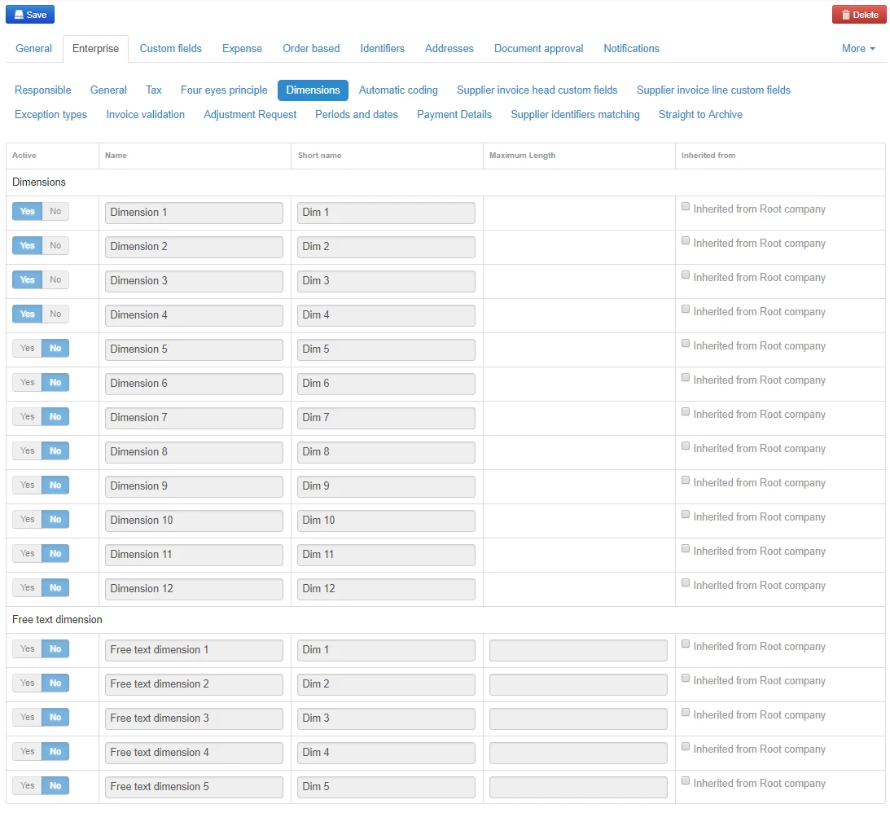 Save Delete
General Enterprise Custom fields Expense Order based Identifiers Addresses Document approval Notifications More
Responsible General Tax Four eyes principle Dimensions Automatic coding Supplier invoice head custom fields Supplier invoice line custom fields
Exception types Invoice validation Adjustment Request Periods and dates Payment Details Supplier identifiers matching Straight to Archive
Active Name Short name Maximum Length Inherited from
Dimensions
Yes No Dimension 1 Dim 1 Inherited from Root company
Yes No Dimension 2 Dim 2 Inherited from Root company
Yes No Dimension 3 Dim 3 Inherited from Root company
Yes No Dimension 4 Dim 4 Inherited from Root company
Yes No Dimension 5 Dim 5 Inherited from Root company
Yes No Dimension 6 Dim 6 Inherited from Root company
Yes No Dimension 7 Dim 7 Inherited from Root company
Yes No Dimension 8 Dim 8 Inherited from Root company
Yes No Dimension 9 Dim 9 Inherited from Root company
Yes No Dimension 10 Dim 10 Inherited from Root company
Yes No Dimension 11 Dim 11 Inherited from Root company
Yes No Dimension 12 Dim 12 Inherited from Root company
Free text dimension
Yes No Free text dimension 1 Dim 1 Inherited from Root company
Yes No Free text dimension 2 Dim 2 Inherited from Root company
Yes No Free text dimension 3 Dim 3 Inherited from Root company
Yes No Free text dimension 4 Dim 4 Inherited from Root company
Yes No Free text dimension 5 Dim 5 Inherited from Root company